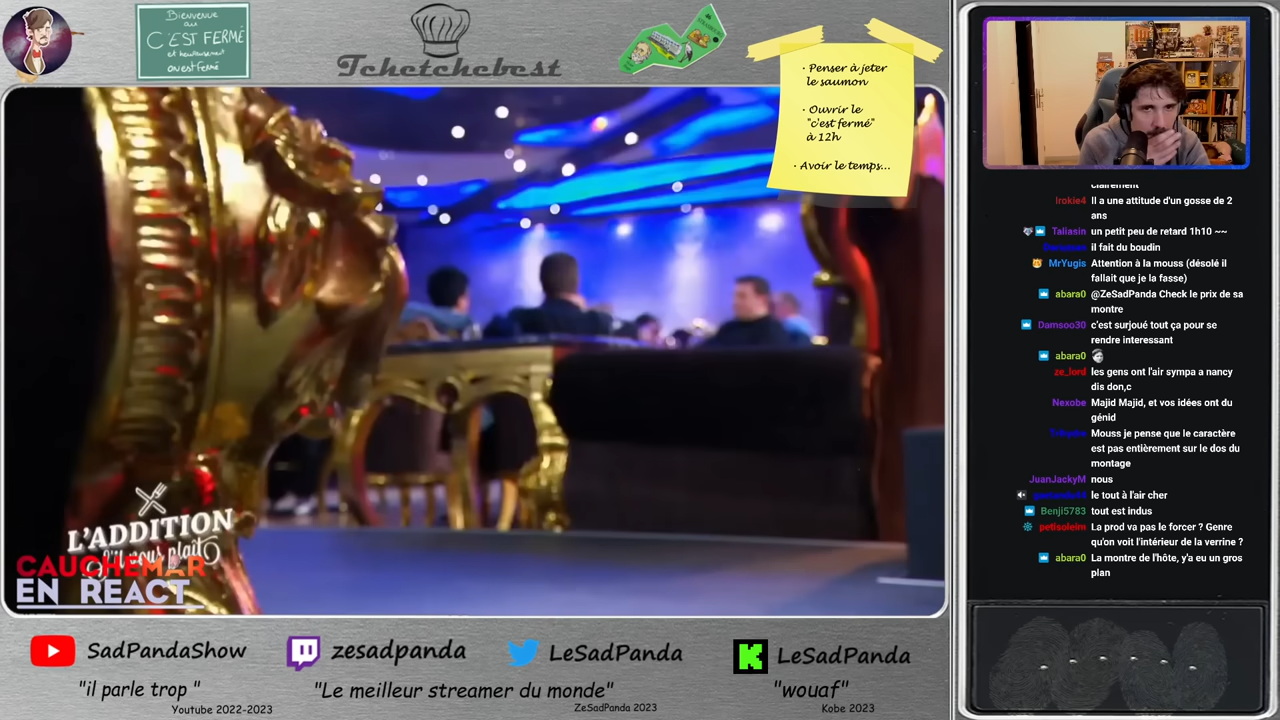 Bienvenue
au
C'EST FERMÉ
et heureusement
on est fermé
Tchetchebest
· Penser à jeter
le saumon
· Ouvrir le
"c'est fermé"
à 12h
· Avoir le temps...
L'ADDITION
s'il vous plaît
CAUCHEMAR
EN REACT
SadPandaShow
zesadpanda
LeSadPanda
LeSadPanda
"il parle trop "
Youtube 2022-2023
"Le meilleur streamer du monde"
ZeSadPanda 2023
"wouaf"
Kobe 2023
clairement
Irokie4 Il a une attitude d'un gosse de 2
ans
Taliasin un petit peu de retard 1h10 ~~
il fait du boudin
MrYugis Attention à la mouss (désolé il
fallait que je la fasse)
abara0 @ZeSadPanda Check le prix de sa
montre
Damsoo30 c'est surjoué tout ça pour se
rendre interessant
abara0
ze_lord les gens ont l'air sympa a nancy
dis don,c
Nexobe Majid Majid, et vos idées ont du
génid
Mouss je pense que le caractère
est pas entièrement sur le dos du
montage
JuanJackyM nous
le tout à l'air cher
Benji5783 tout est indus
petisoleim La prod va pas le forcer ? Genre
qu'on voit l'intérieur de la verrine ?
abara0 La montre de l'hôte, y'a eu un gros
plan